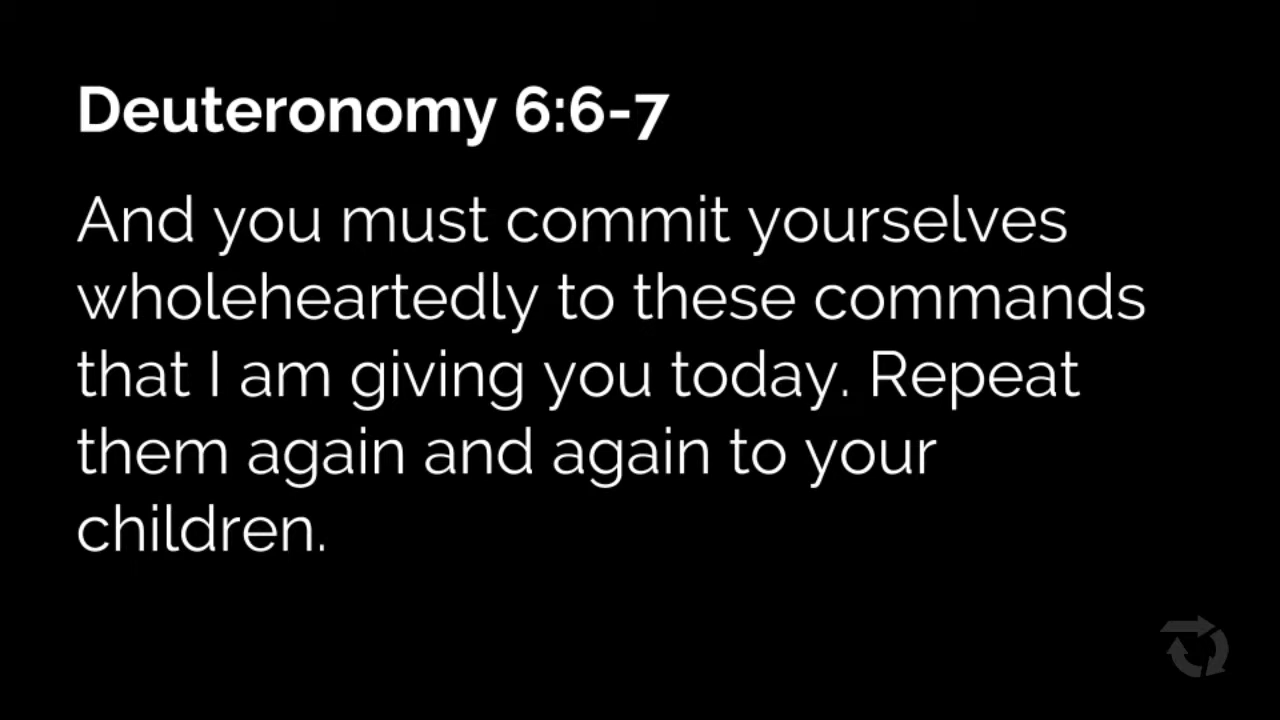 Deuteronomy 6:6-7
And you must commit yourselves
wholeheartedly to these commands
that I am giving you today. Repeat
them again and again to your
children.